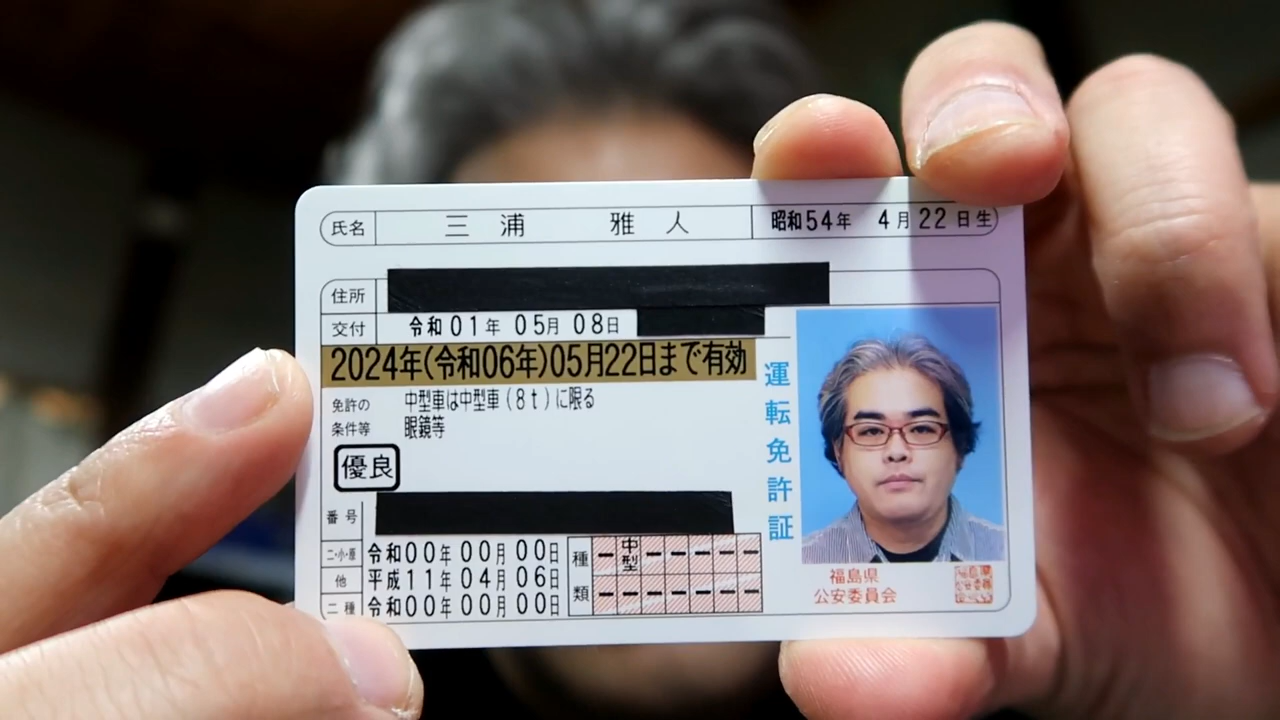 氏名 三浦 雅人 昭和54年 4月22日生
住所
交付 令和01年 05月 08日
2024年(令和06年)05月22日まで有効
免許の
条件等
中型車は中型車(8t)に限る
眼鏡等
優良
番号
二・小・原 令和00年 00月 00日
他 平成11年 04月 06日
二種 令和00年 00月 00日
種類
中型
運転免許証
福島県
公安委員会